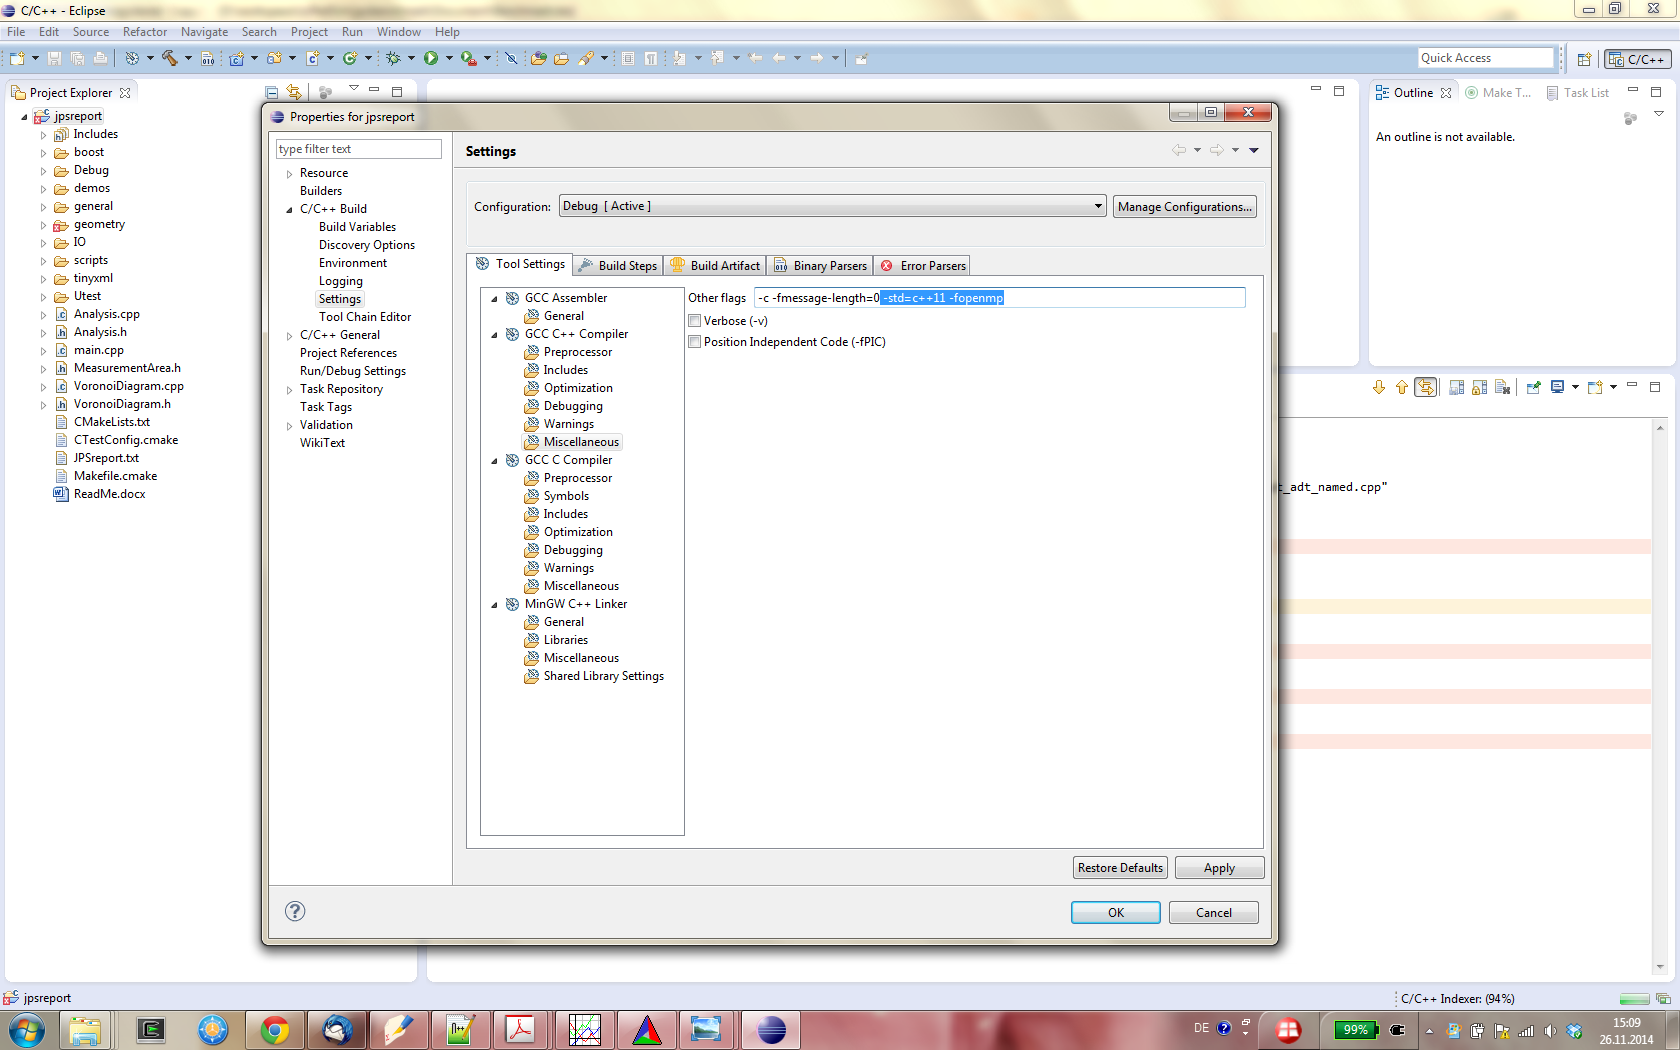 C/C++ - Eclipse
File Edit Source Refactor Navigate Search Project Run Window Help
Quick Access
C/C++
Project Explorer
jpsreport
Includes
boost
Debug
demos
general
geometry
IO
scripts
tinyxml
Utest
Analysis.cpp
Analysis.h
main.cpp
MeasurementArea.h
VoronoiDiagram.cpp
VoronoiDiagram.h
CMakeLists.txt
CTestConfig.cmake
JPSreport.txt
Makefile.cmake
ReadMe.docx
Properties for jpsreport
type filter text
Resource
Builders
C/C++ Build
Build Variables
Discovery Options
Environment
Logging
Settings
Tool Chain Editor
C/C++ General
Project References
Run/Debug Settings
Task Repository
Task Tags
Validation
WikiText
Settings
Configuration: Debug [ Active ] Manage Configurations...
Tool Settings Build Steps Build Artifact Binary Parsers Error Parsers
GCC Assembler
General
GCC C++ Compiler
Preprocessor
Includes
Optimization
Debugging
Warnings
Miscellaneous
GCC C Compiler
Preprocessor
Symbols
Includes
Optimization
Debugging
Warnings
Miscellaneous
MinGW C++ Linker
General
Libraries
Miscellaneous
Shared Library Settings
Other flags -c -fmessage-length=0 -std=c++11 -fopenmp
Verbose (-v)
Position Independent Code (-fPIC)
Restore Defaults Apply
OK Cancel
Outline Make T... Task List
An outline is not available.
t_adt_named.cpp"
jpsreport
C/C++ Indexer: (94%)
DE
99%
15:09
26.11.2014